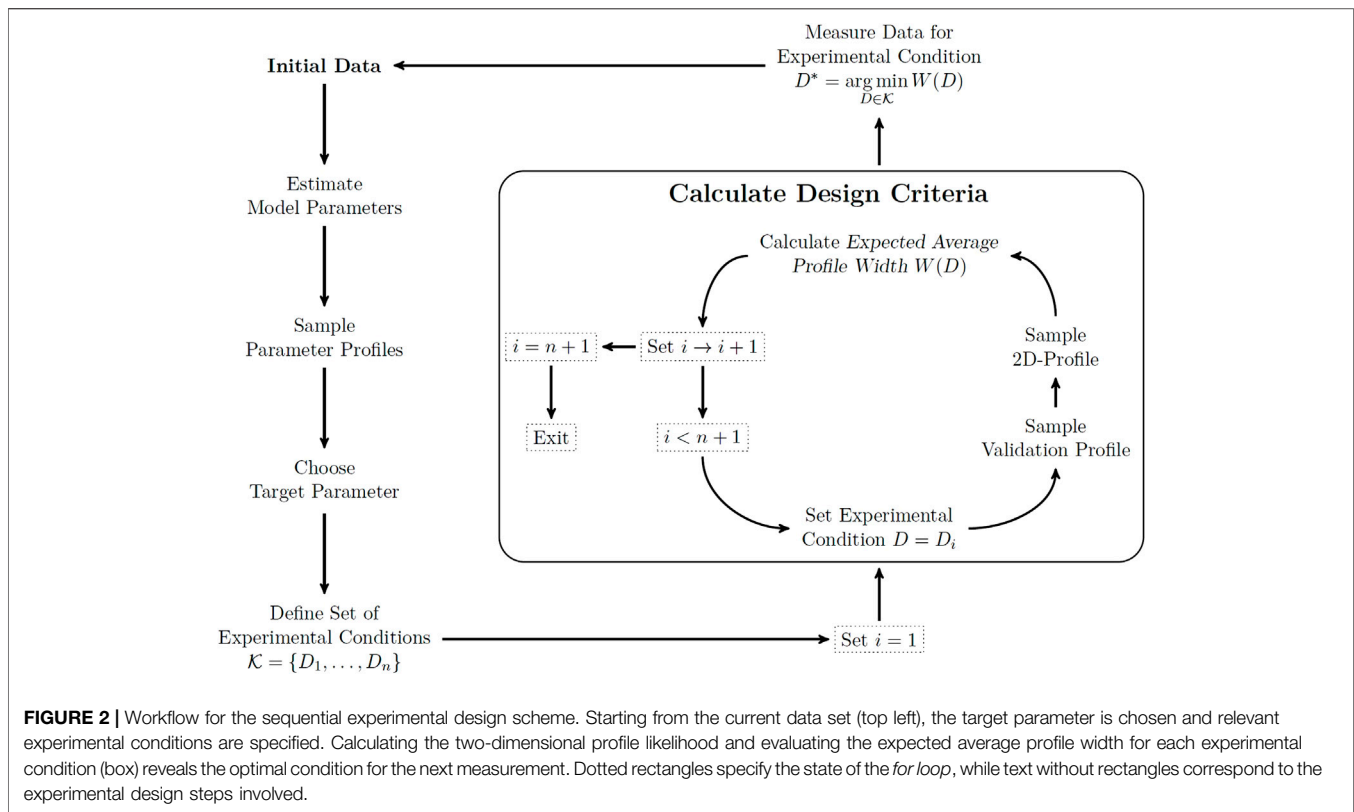 Initial Data
Measure Data for
Experimental Condition
D* = arg min W(D)
D∈𝒦
Estimate
Model Parameters
Sample
Parameter Profiles
Choose
Target Parameter
Define Set of
Experimental Conditions
𝒦 = {D₁, . . . , Dₙ}
Calculate Design Criteria
Calculate Expected Average
Profile Width W(D)
Set i → i + 1
i = n + 1
Exit
i < n + 1
Set Experimental
Condition D = Dᵢ
Sample
Validation Profile
Sample
2D-Profile
Set i = 1
FIGURE 2 | Workflow for the sequential experimental design scheme. Starting from the current data set (top left), the target parameter is chosen and relevant
experimental conditions are specified. Calculating the two-dimensional profile likelihood and evaluating the expected average profile width for each experimental
condition (box) reveals the optimal condition for the next measurement. Dotted rectangles specify the state of the for loop, while text without rectangles correspond to the
experimental design steps involved.